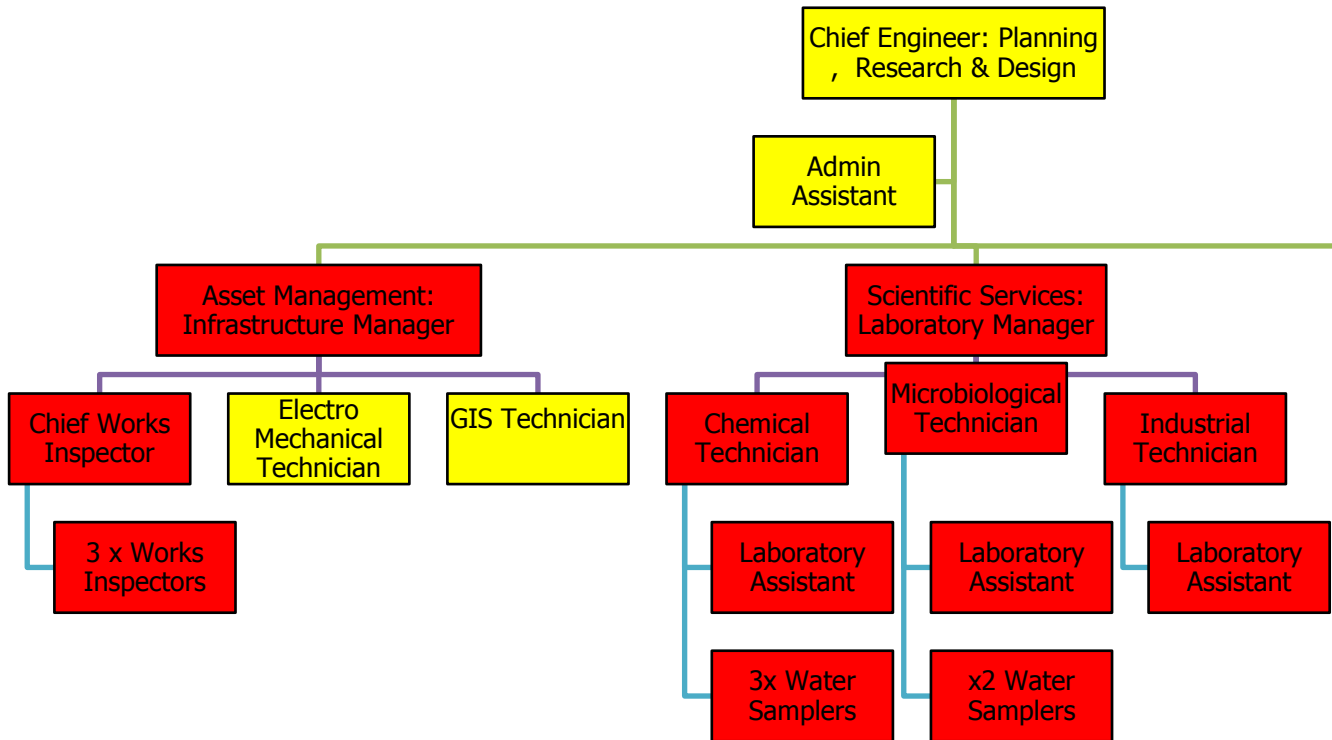 Chief Engineer: Planning
, Research & Design
Admin
Assistant
Asset Management:
Infrastructure Manager
Scientific Services:
Laboratory Manager
Chief Works
Inspector
Electro
Mechanical
Technician
GIS Technician
Chemical
Technician
Microbiological
Technician
Industrial
Technician
3 x Works
Inspectors
Laboratory
Assistant
Laboratory
Assistant
Laboratory
Assistant
3x Water
Samplers
x2 Water
Samplers